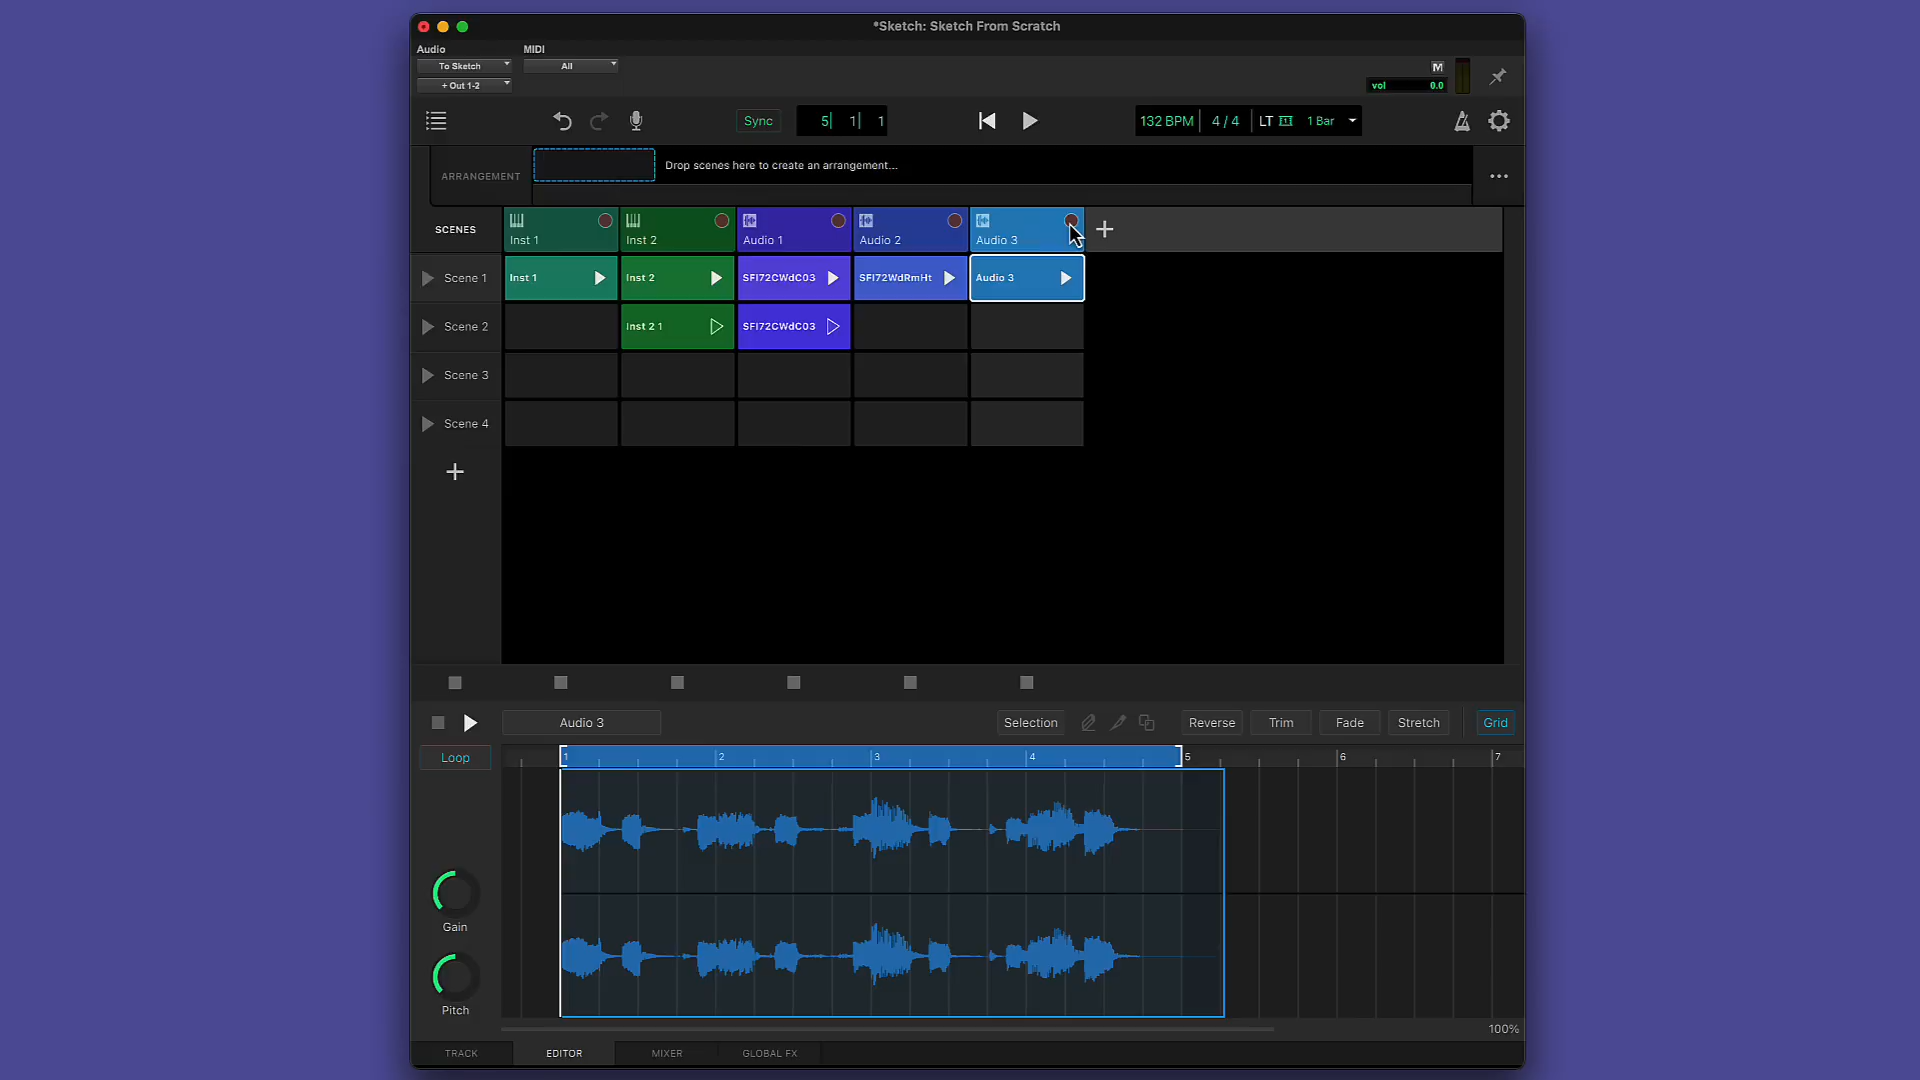 *Sketch: Sketch From Scratch
Audio
MIDI
To Sketch
All
+ Out 1-2
M
vol 0.0
Sync
5| 1| 1
132 BPM
4 / 4
LT
1 Bar
ARRANGEMENT
Drop scenes here to create an arrangement...
SCENES
Inst 1
Inst 2
Audio 1
Audio 2
Audio 3
Scene 1
Inst 1
Inst 2
SFI72CWdC03
SFI72WdRmHt
Audio 3
Scene 2
Inst 2 1
SFI72CWdC03
Scene 3
Scene 4
Audio 3
Selection
Reverse
Trim
Fade
Stretch
Grid
Loop
1 2 3 4 5 6 7
Gain
Pitch
100%
TRACK
EDITOR
MIXER
GLOBAL FX